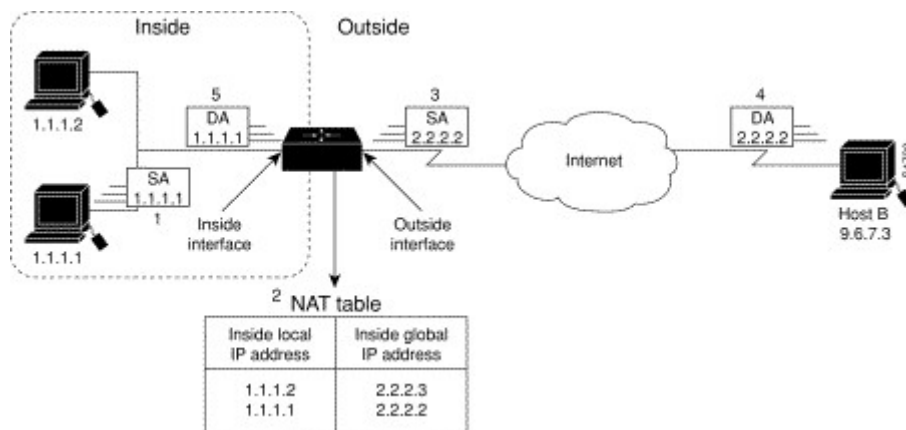 Inside
Outside
1.1.1.2
5
DA
1.1.1.1
3
SA
2.2.2.2
Internet
4
DA
2.2.2.2
SA
1.1.1.1
1
1.1.1.1
Inside
interface
Outside
interface
Host B
9.6.7.3
2
NAT table
Inside local
IP address
Inside global
IP address
1.1.1.2
2.2.2.3
1.1.1.1
2.2.2.2